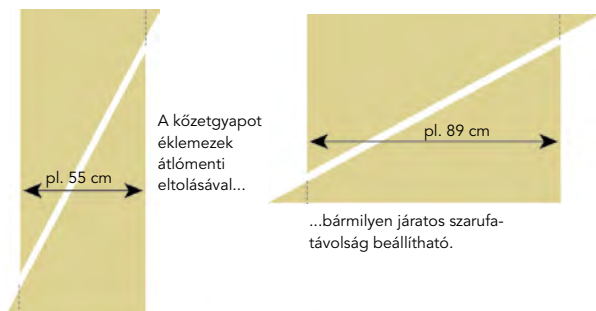 pl. 55 cm
A kőzetgyapot
éklemezek
átlómenti
eltolásával...
pl. 89 cm
...bármilyen járatos szarufa-
távolság beállítható.